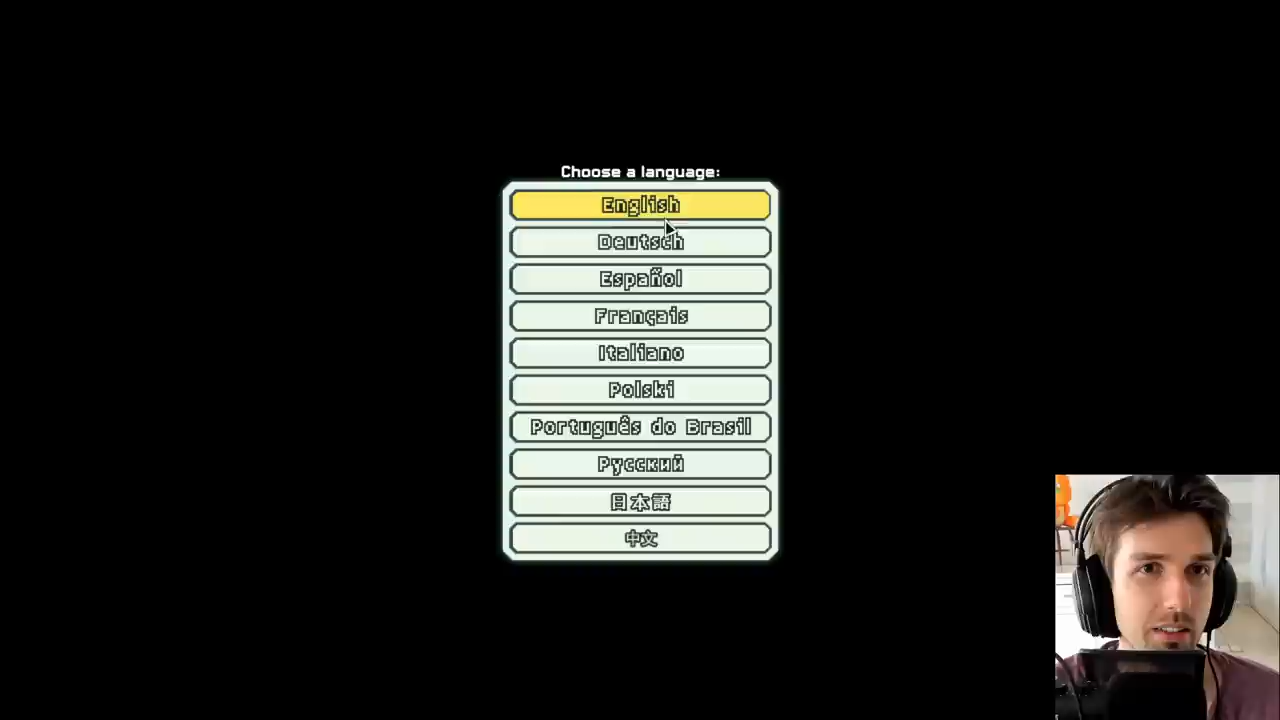 Choose a language:
English
Deutsch
Español
Français
Italiano
Polski
Português do Brasil
Русский
日本語
中文